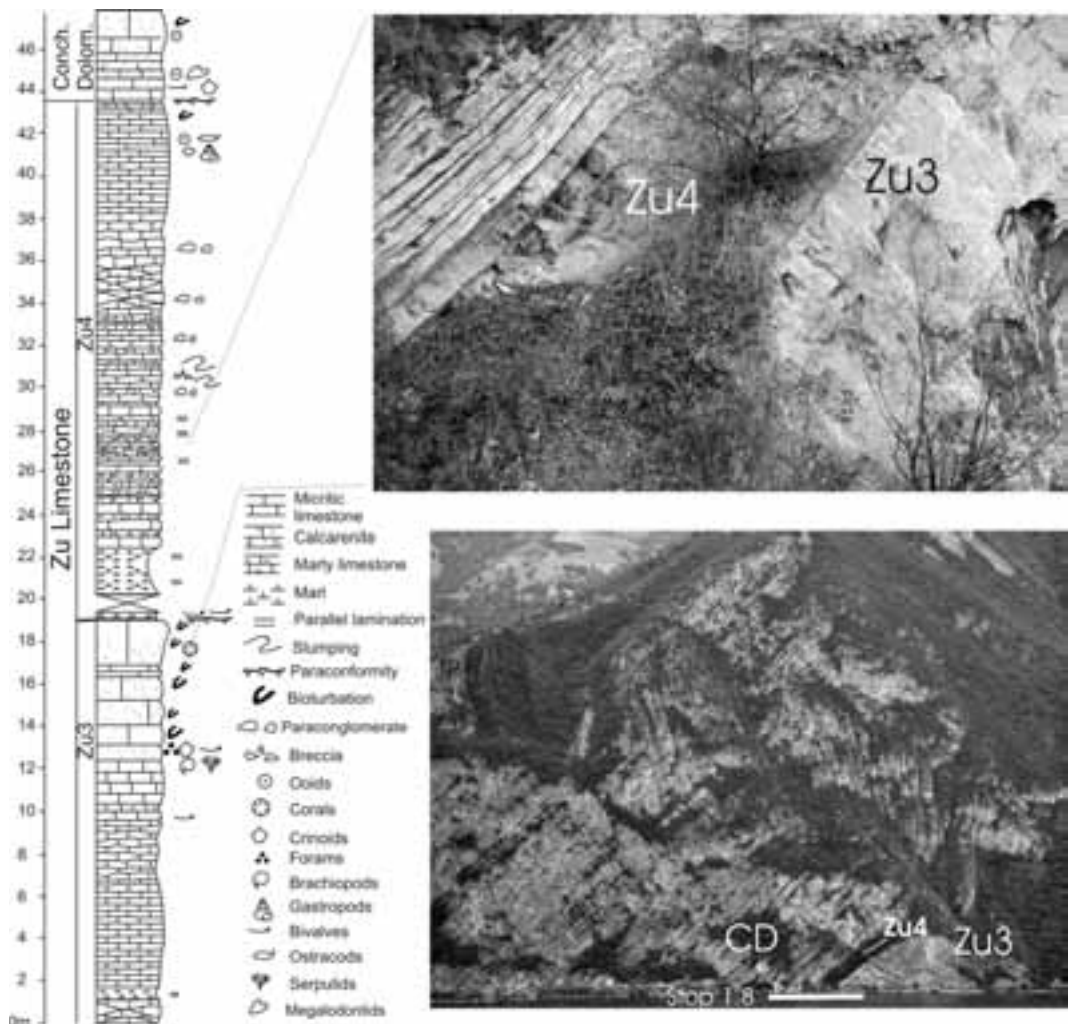 Conch.
Dolom.
46
44
42
40
38
36
34
32
30
28
26
24
22
20
18
16
14
12
10
8
6
4
2
0m
Zu Limestone
Zu4
Zu3
Micritic
limestone
Calcarenite
Marly limestone
Marl
Parallel lamination
Slumping
Paraconformity
Bioturbation
Paraconglomerate
Breccia
Ooids
Corals
Crinoids
Forams
Brachiopods
Gastropods
Bivalves
Ostracods
Serpulids
Megalodontids
Zu4
Zu3
CD
Zu4
Zu3
Stop 1.8